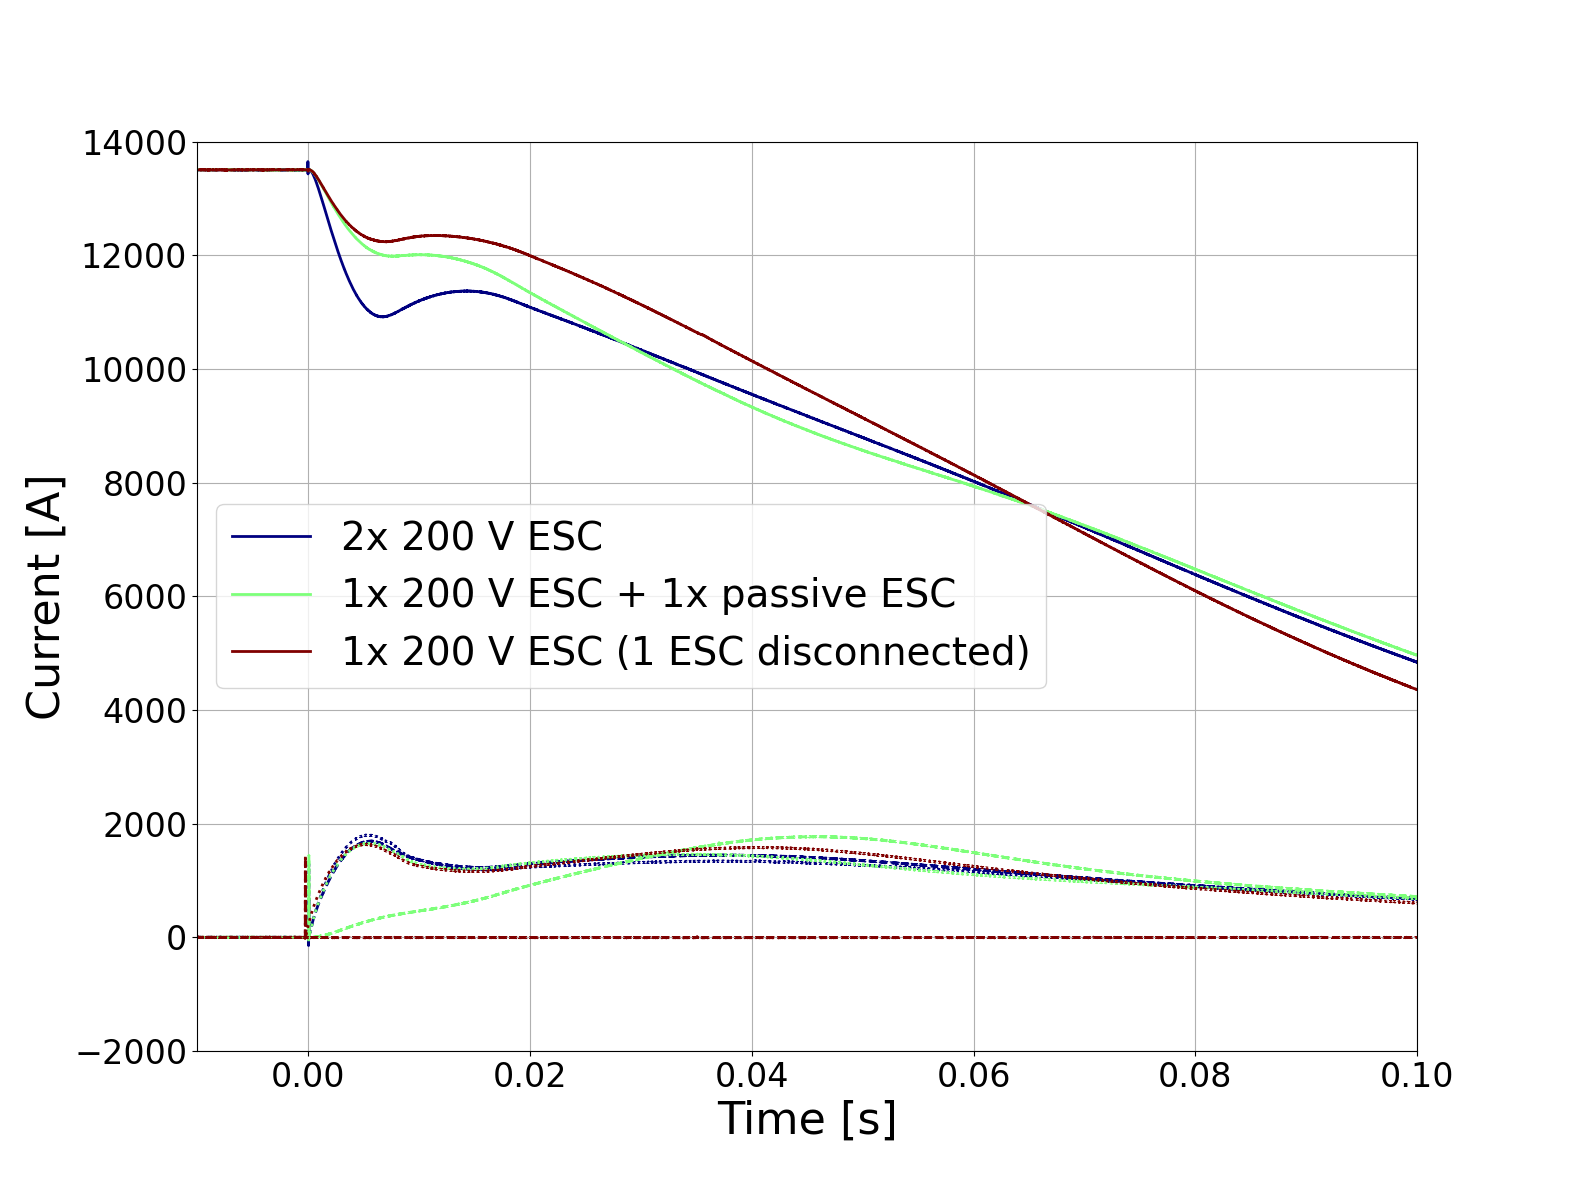 14000
12000
10000
8000
6000
4000
2000
0
−2000
Current [A]
2x 200 V ESC
1x 200 V ESC + 1x passive ESC
1x 200 V ESC (1 ESC disconnected)
0.00 0.02 0.04 0.06 0.08 0.10
Time [s]